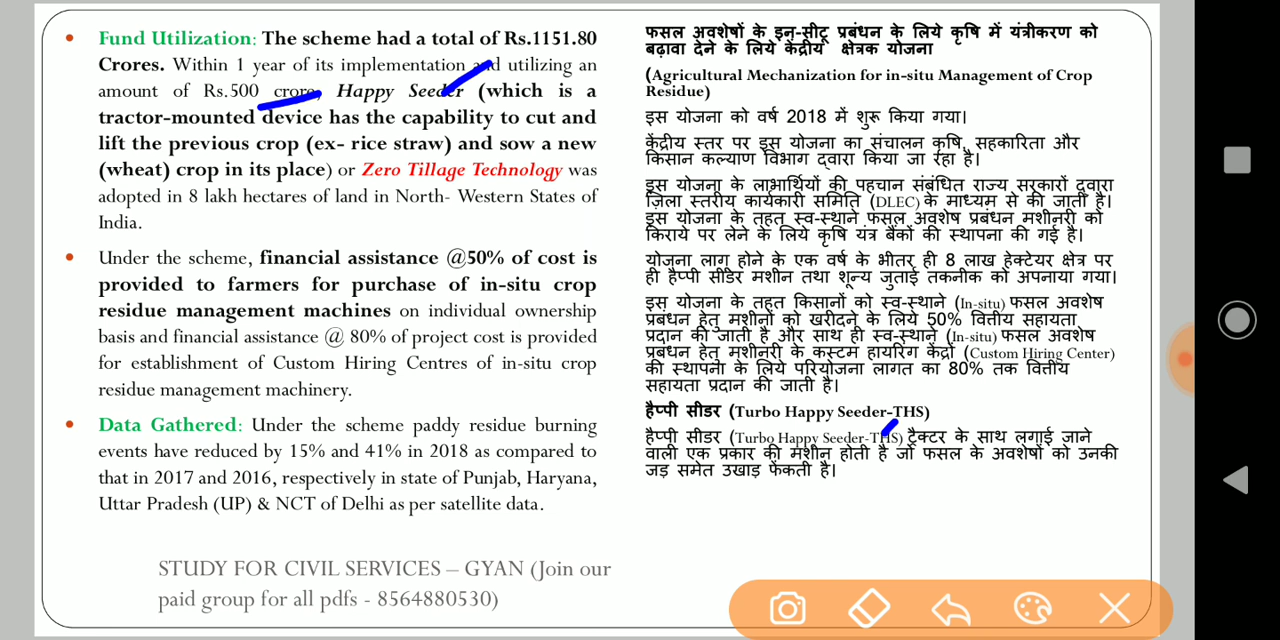 Fund Utilization: The scheme had a total of Rs.1151.80
Crores. Within 1 year of its implementation and utilizing an
amount of Rs.500 crore, Happy Seeder (which is a
tractor-mounted device has the capability to cut and
lift the previous crop (ex- rice straw) and sow a new
(wheat) crop in its place) or Zero Tillage Technology was
adopted in 8 lakh hectares of land in North- Western States of
India.
Under the scheme, financial assistance @50% of cost is
provided to farmers for purchase of in-situ crop
residue management machines on individual ownership
basis and financial assistance @ 80% of project cost is provided
for establishment of Custom Hiring Centres of in-situ crop
residue management machinery.
Data Gathered: Under the scheme paddy residue burning
events have reduced by 15% and 41% in 2018 as compared to
that in 2017 and 2016, respectively in state of Punjab, Haryana,
Uttar Pradesh (UP) & NCT of Delhi as per satellite data.
STUDY FOR CIVIL SERVICES – GYAN (Join our
paid group for all pdfs - 8564880530)
फसल अवशेषों के इन-सीटू प्रबंधन के लिये कृषि में यंत्रीकरण को
बढ़ावा देने के लिये केंद्रीय क्षेत्रक योजना
(Agricultural Mechanization for in-situ Management of Crop
Residue)
इस योजना को वर्ष 2018 में शुरू किया गया।
केंद्रीय स्तर पर इस योजना का संचालन कृषि, सहकारिता और
किसान कल्याण विभाग द्वारा किया जा रहा है।
इस योजना के लाभार्थियों की पहचान संबंधित राज्य सरकारों द्वारा
ज़िला स्तरीय कार्यकारी समिति (DLEC) के माध्यम से की जाती है।
इस योजना के तहत स्व-स्थाने फसल अवशेष प्रबंधन मशीनरी को
किराये पर लेने के लिये कृषि यंत्र बैंकों की स्थापना की गई है।
योजना लागू होने के एक वर्ष के भीतर ही 8 लाख हेक्टेयर क्षेत्र पर
ही हैप्पी सीडर मशीन तथा शून्य जुताई तकनीक को अपनाया गया।
इस योजना के तहत किसानों को स्व-स्थाने (In-situ) फसल अवशेष
प्रबंधन हेतु मशीनों को खरीदने के लिये 50% वित्तीय सहायता
प्रदान की जाती है और साथ ही स्व-स्थाने (In-situ) फसल अवशेष
प्रबंधन हेतु मशीनरी के कस्टम हायरिंग केंद्रों (Custom Hiring Center)
की स्थापना के लिये परियोजना लागत का 80% तक वित्तीय
सहायता प्रदान की जाती है।
हैप्पी सीडर (Turbo Happy Seeder-THS)
हैप्पी सीडर (Turbo Happy Seeder-THS) ट्रैक्टर के साथ लगाई जाने
वाली एक प्रकार की मशीन होती है जो फसल के अवशेषों को उनकी
जड़ समेत उखाड़ फेंकती है।